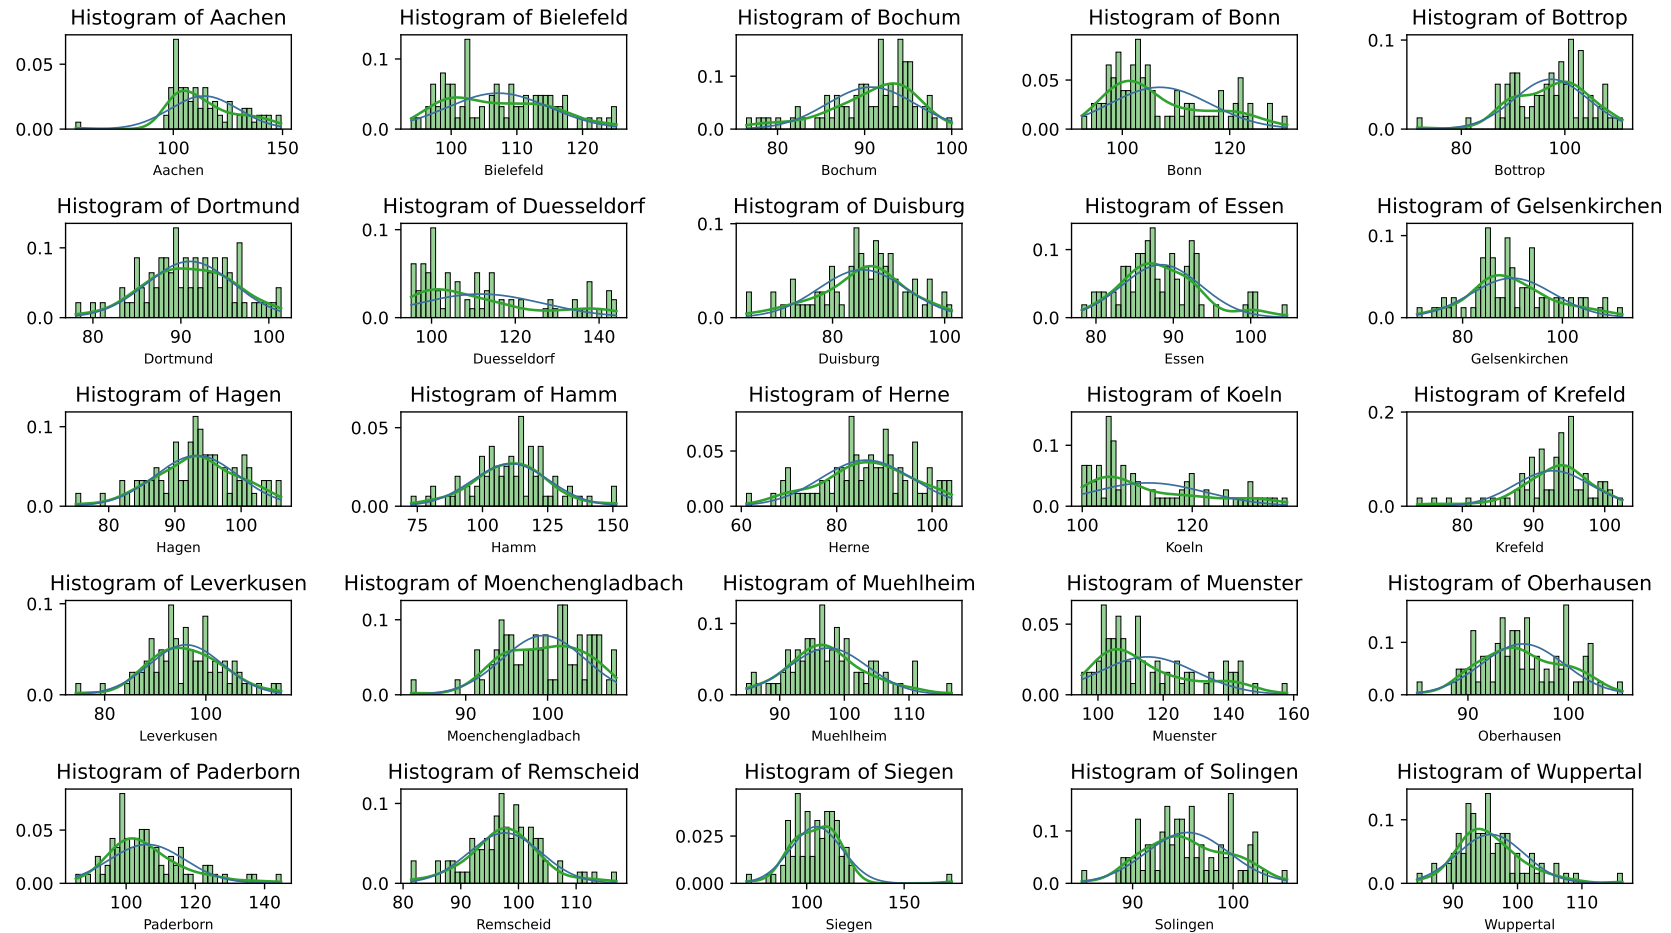 Histogram of Aachen
0.05
0.00
100 150
Aachen
Histogram of Bielefeld
0.1
0.0
100 110 120
Bielefeld
Histogram of Bochum
0.1
0.0
80 90 100
Bochum
Histogram of Bonn
0.05
0.00
100 120
Bonn
Histogram of Bottrop
0.1
0.0
80 100
Bottrop
Histogram of Dortmund
0.1
0.0
80 90 100
Dortmund
Histogram of Duesseldorf
0.1
0.0
100 120 140
Duesseldorf
Histogram of Duisburg
0.1
0.0
80 100
Duisburg
Histogram of Essen
0.1
0.0
80 90 100
Essen
Histogram of Gelsenkirchen
0.1
0.0
80 100
Gelsenkirchen
Histogram of Hagen
0.1
0.0
80 90 100
Hagen
Histogram of Hamm
0.05
0.00
75 100 125 150
Hamm
Histogram of Herne
0.05
0.00
60 80 100
Herne
Histogram of Koeln
0.1
0.0
100 120
Koeln
Histogram of Krefeld
0.2
0.0
80 90 100
Krefeld
Histogram of Leverkusen
0.1
0.0
80 100
Leverkusen
Histogram of Moenchengladbach
0.1
0.0
90 100
Moenchengladbach
Histogram of Muehlheim
0.1
0.0
90 100 110
Muehlheim
Histogram of Muenster
0.05
0.00
100 120 140 160
Muenster
Histogram of Oberhausen
0.1
0.0
90 100
Oberhausen
Histogram of Paderborn
0.05
0.00
100 120 140
Paderborn
Histogram of Remscheid
0.1
0.0
80 90 100 110
Remscheid
Histogram of Siegen
0.025
0.000
100 150
Siegen
Histogram of Solingen
0.1
0.0
90 100
Solingen
Histogram of Wuppertal
0.1
0.0
90 100 110
Wuppertal